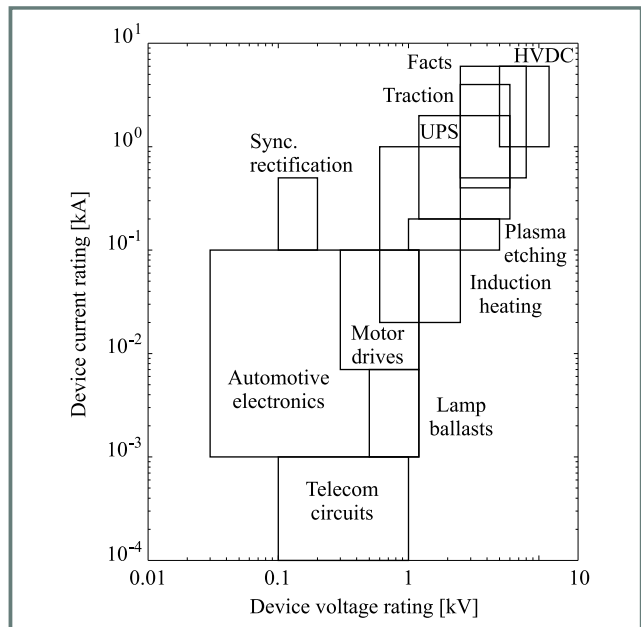 10^1
Facts
HVDC
Traction
10^0
UPS
Sync.
rectification
Device current rating [kA]
10^-1
Plasma
etching
Induction
heating
10^-2
Motor
drives
Automotive
electronics
Lamp
ballasts
10^-3
Telecom
circuits
10^-4
0.01
0.1
1
10
Device voltage rating [kV]